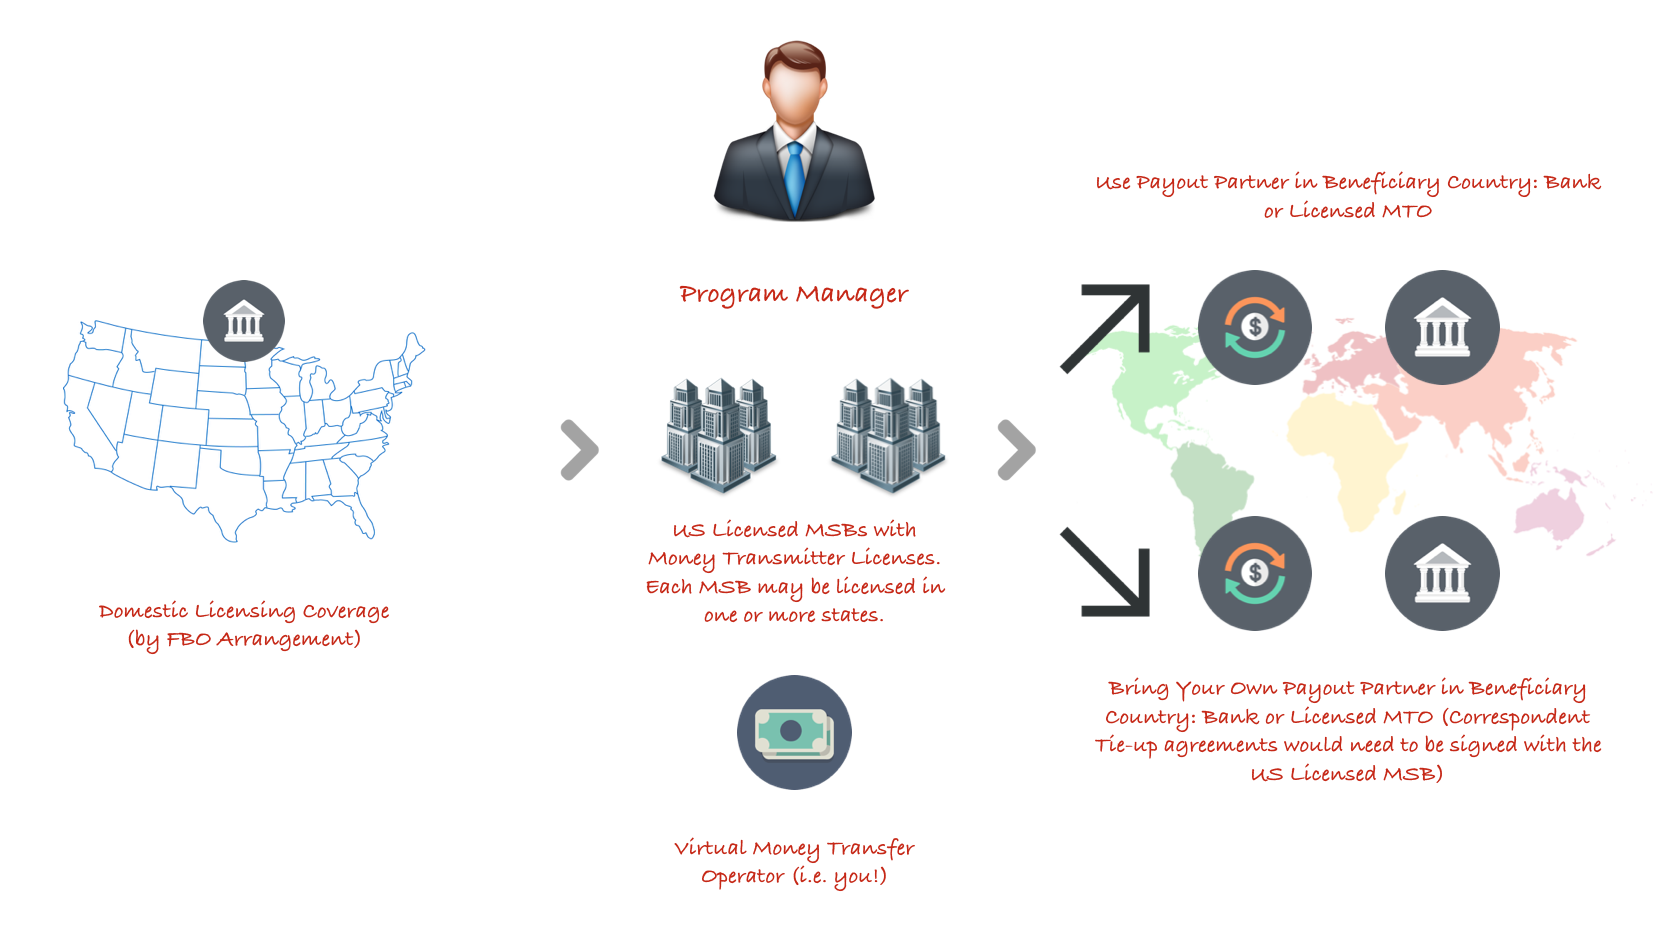 Program Manager
Use Payout Partner in Beneficiary Country: Bank
or Licensed MTO
Domestic Licensing Coverage
(by FBO Arrangement)
US Licensed MSBs with
Money Transmitter Licenses.
Each MSB may be licensed in
one or more states.
Virtual Money Transfer
Operator (i.e. you!)
Bring Your Own Payout Partner in Beneficiary
Country: Bank or Licensed MTO (Correspondent
Tie-up agreements would need to be signed with the
US Licensed MSB)
$
$